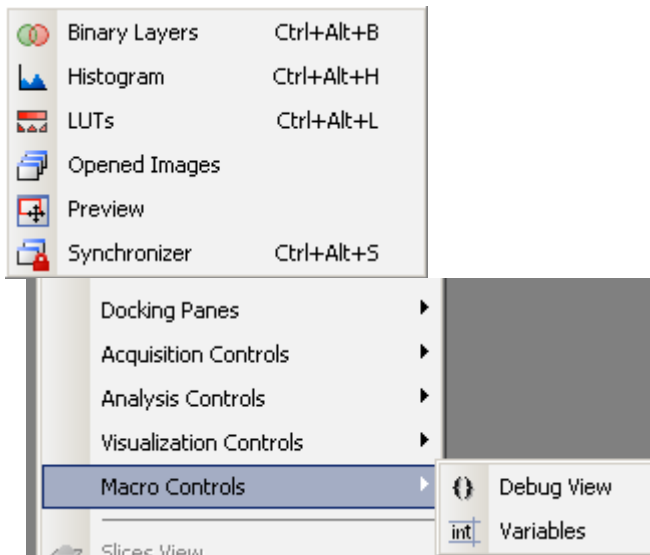 Binary Layers Ctrl+Alt+B
Histogram Ctrl+Alt+H
LUTs Ctrl+Alt+L
Opened Images
Preview
Synchronizer Ctrl+Alt+S
Docking Panes
Acquisition Controls
Analysis Controls
Visualization Controls
Macro Controls
{} Debug View
int Variables
Slices View